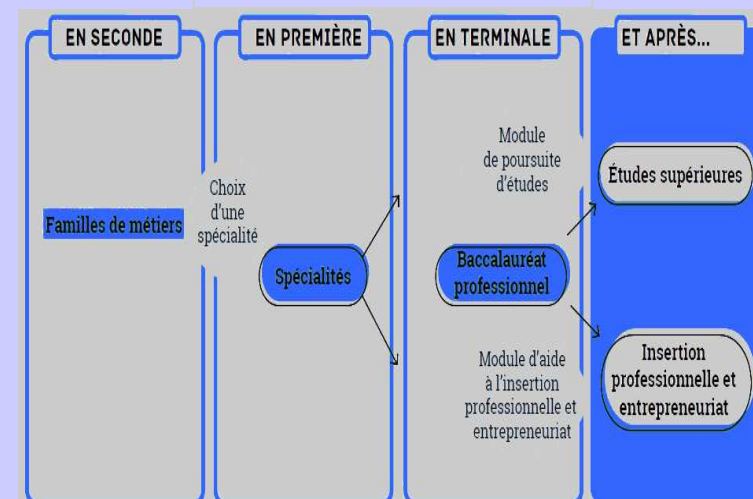 EN SECONDE
EN PREMIÈRE
EN TERMINALE
ET APRÈS...
Familles de métiers
Choix
d'une
spécialité
Spécialités
Module
de poursuite
d'études
Baccalauréat
professionnel
Module d'aide
à l'insertion
professionnelle et
entrepreneuriat
Études supérieures
Insertion
professionnelle et
entrepreneuriat